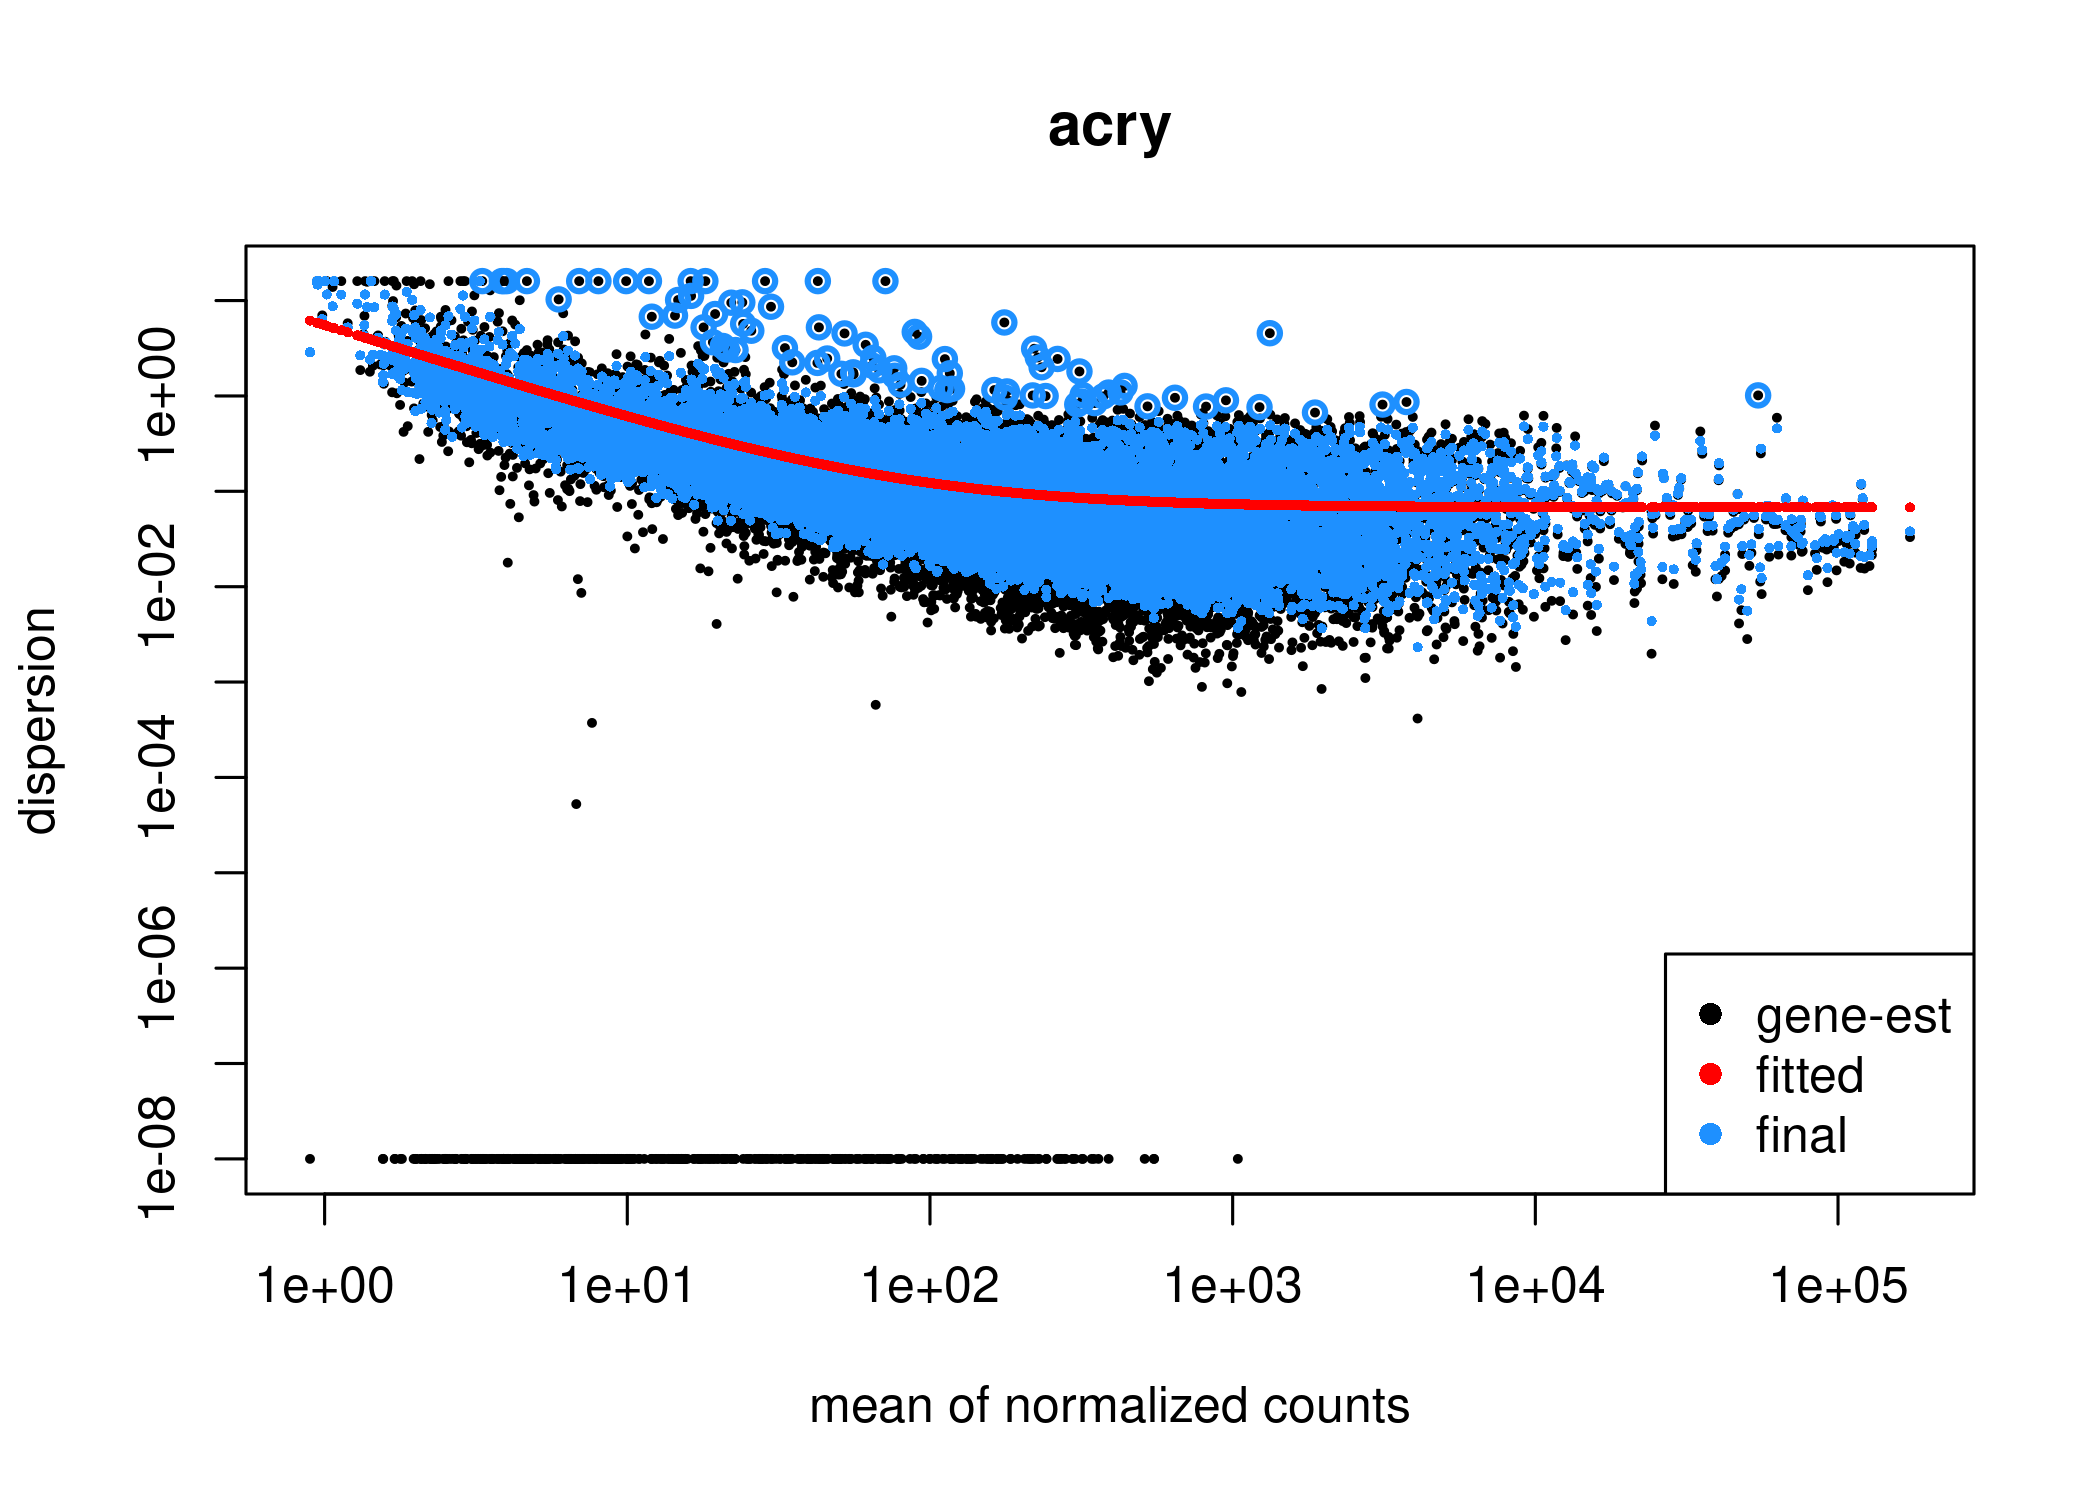 acry
dispersion
1e+00
1e-02
1e-04
1e-06
1e-08
gene-est
fitted
final
1e+00 1e+01 1e+02 1e+03 1e+04 1e+05
mean of normalized counts